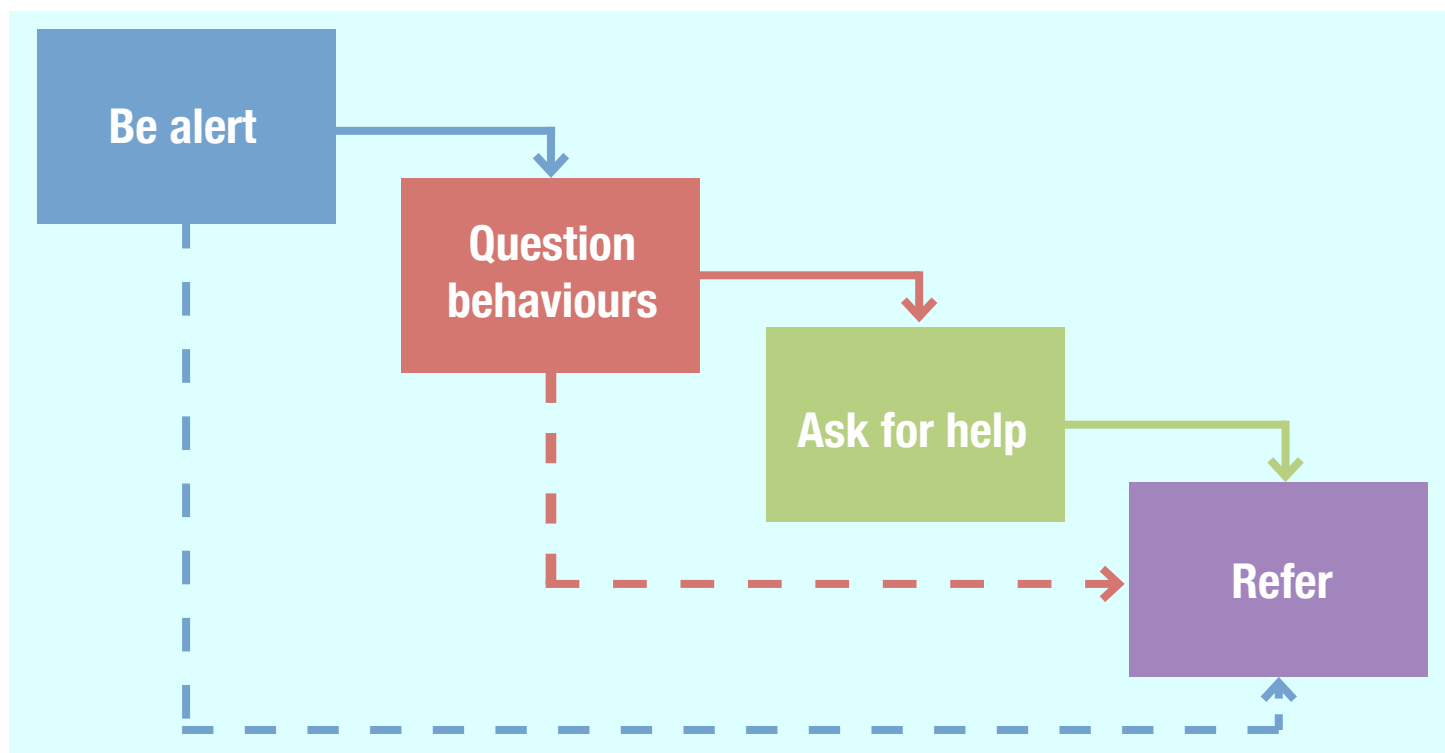 Be alert
Question
behaviours
Ask for help
Refer